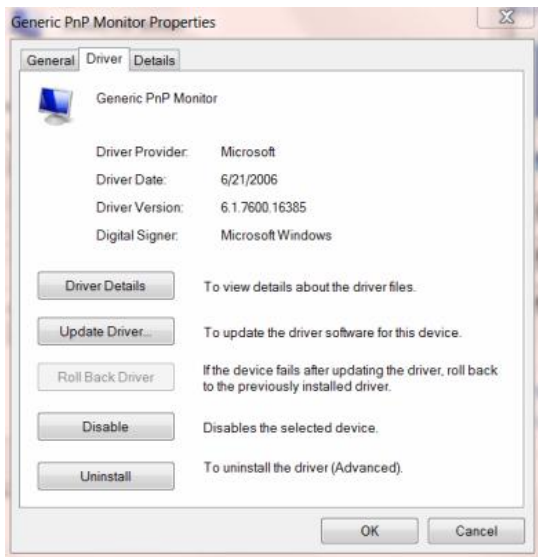 Generic PnP Monitor Properties
General Driver Details
Generic PnP Monitor
Driver Provider: Microsoft
Driver Date: 6/21/2006
Driver Version: 6.1.7600.16385
Digital Signer: Microsoft Windows
Driver Details To view details about the driver files.
Update Driver... To update the driver software for this device.
Roll Back Driver If the device fails after updating the driver, roll back
to the previously installed driver.
Disable Disables the selected device.
Uninstall To uninstall the driver (Advanced).
OK Cancel